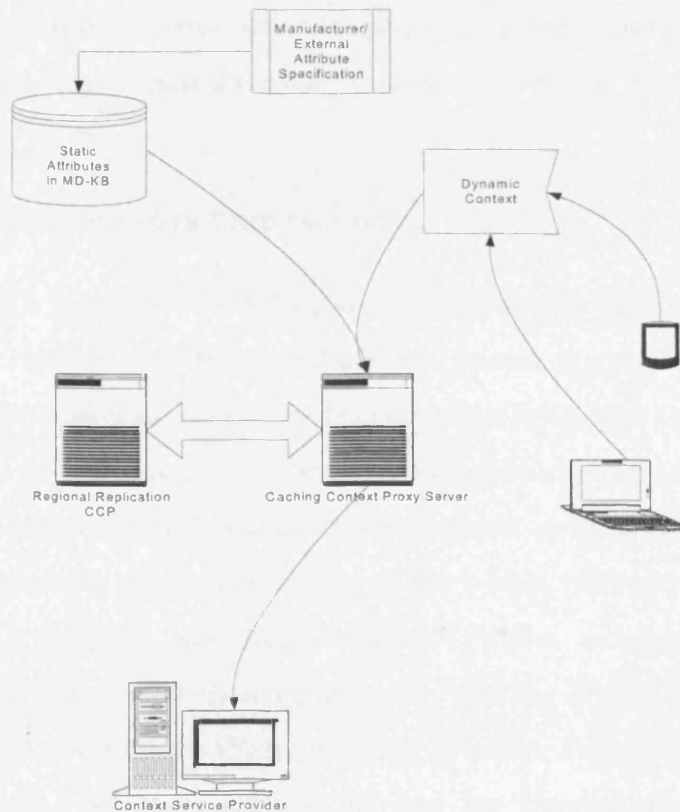 Manufacturer/
External
Attribute
Specification
Static
Attributes
in MD-KB
Dynamic
Context
Regional Replication
CCP
Caching Context Proxy Server
Context Service Provider